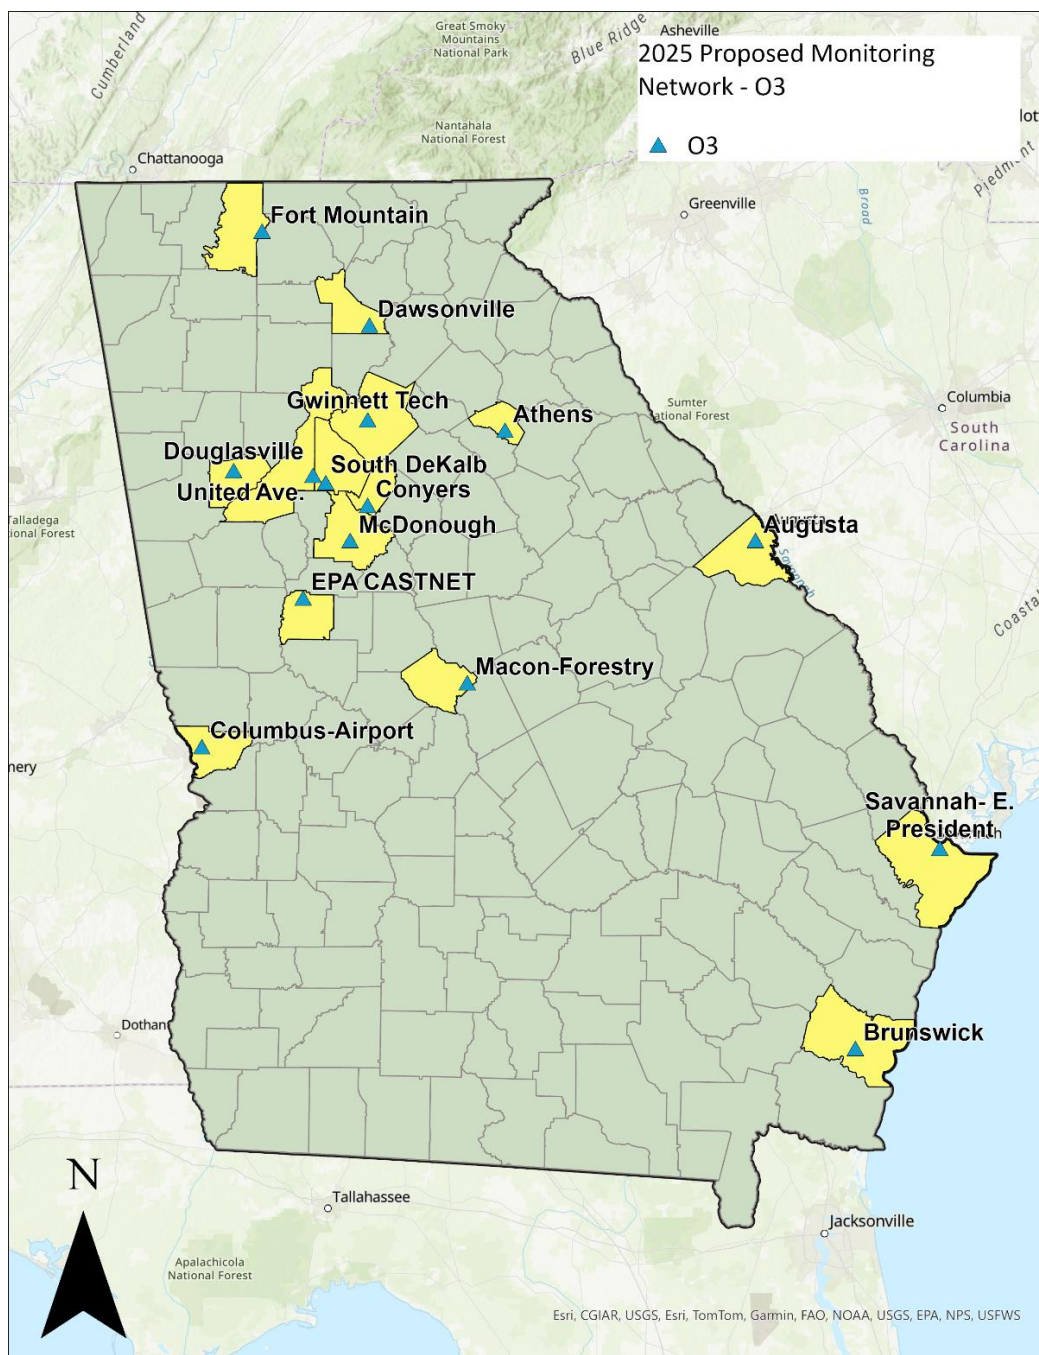 Great Smoky
Mountains
National Park
Asheville
Blue Ridge
Cumberland
2025 Proposed Monitoring
Network - O3
O3
Nantahala
National Forest
Chattanooga
Piedmont
Greenville
Broad
Fort Mountain
Dawsonville
Gwinnett Tech
Athens
Sumter
National Forest
Columbia
South
Carolina
Douglasville
South DeKalb
United Ave.
Conyers
McDonough
Talladega
Augusta
Savannah
EPA CASTNET
Macon-Forestry
Columbus-Airport
Savannah- E.
President
Brunswick
Dothan
N
Tallahassee
Jacksonville
Apalachicola
National Forest
Esri, CGIAR, USGS, Esri, TomTom, Garmin, FAO, NOAA, USGS, EPA, NPS, USFWS